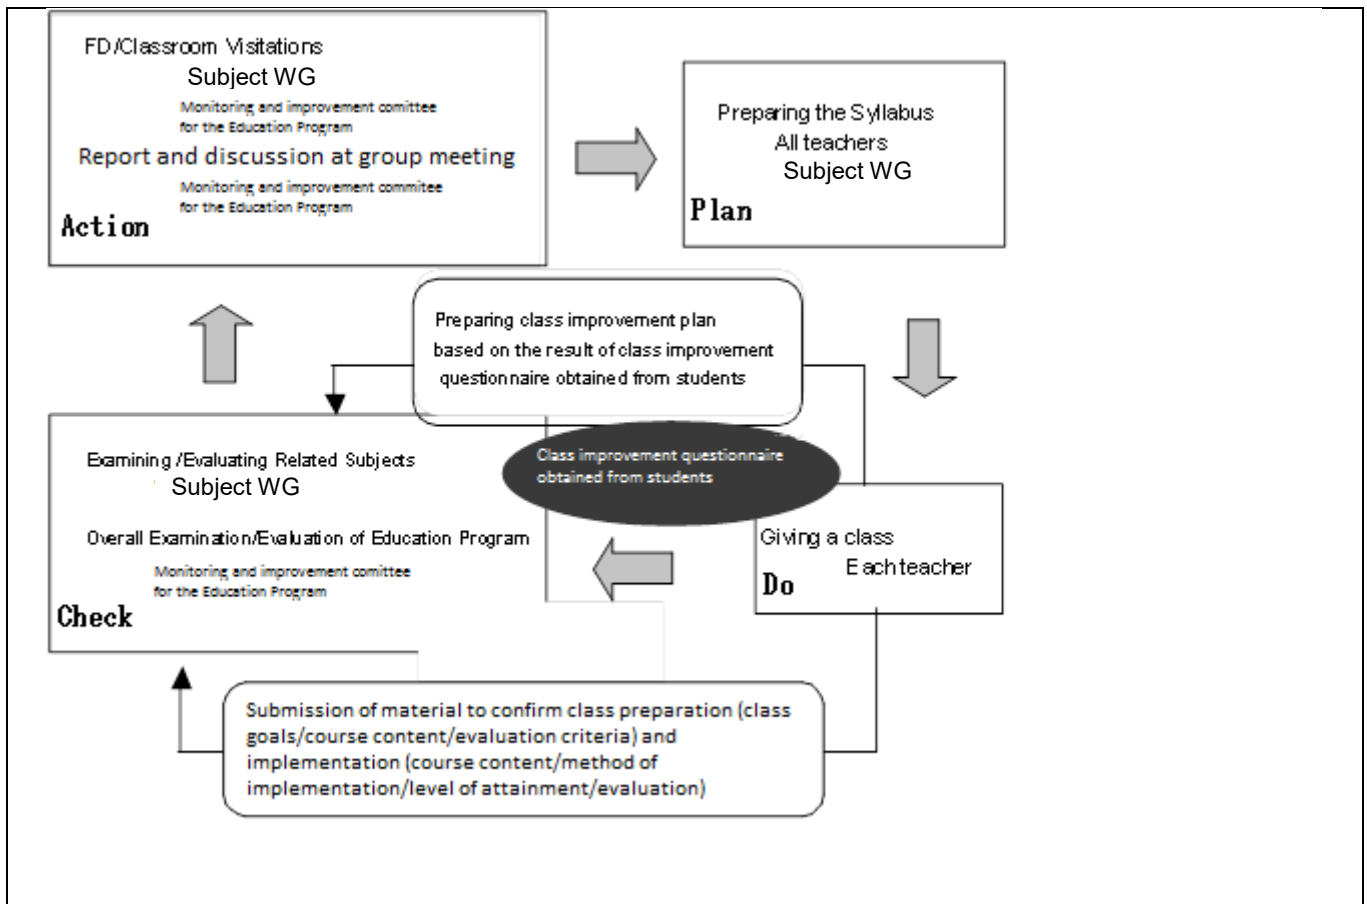 FD/Classroom Visitations
Subject WG
Monitoring and improvement comittee
for the Education Program
Report and discussion at group meeting
Monitoring and improvement commitee
for the Education Program
Action
Preparing the Syllabus
All teachers
Subject WG
Plan
Preparing class improvement plan
based on the result of class improvement
questionnaire obtained from students
Class improvement questionnaire
obtained from students
Examining/Evaluating Related Subjects
Subject WG
Overall Examination/Evaluation of Education Program
Monitoring and improvement comittee
for the Education Program
Check
Giving a class
Each teacher
Do
Submission of material to confirm class preparation (class
goals/course content/evaluation criteria) and
implementation (course content/method of
implementation/level of attainment/evaluation)